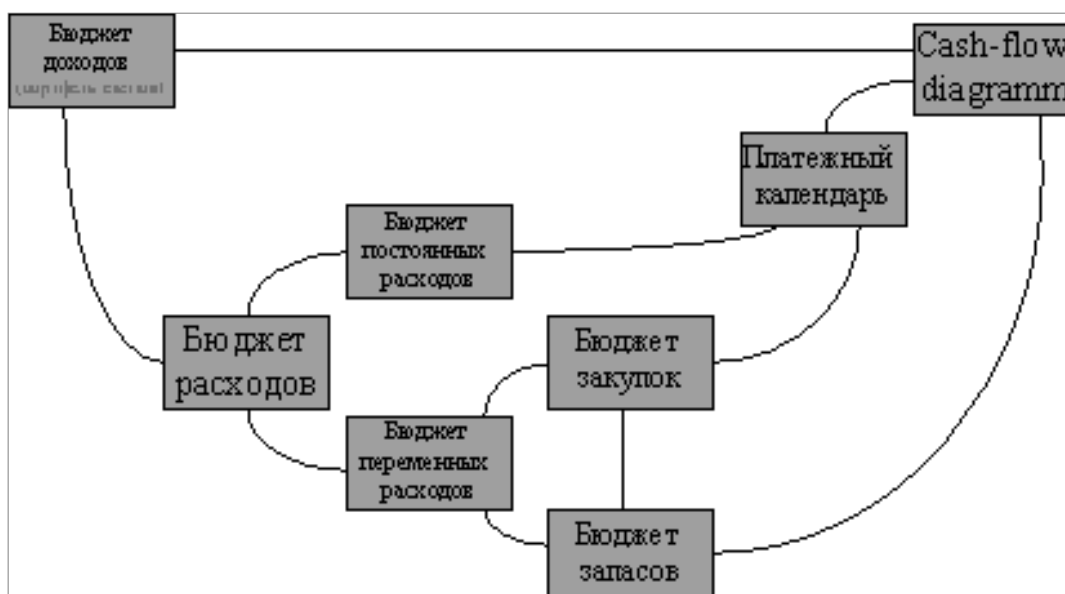 Бюджет
доходов
Cash-flow
diagramm
Платежный
календарь
Бюджет
постоянных
расходов
Бюджет
расходов
Бюджет
закупок
Бюджет
переменных
расходов
Бюджет
запасов